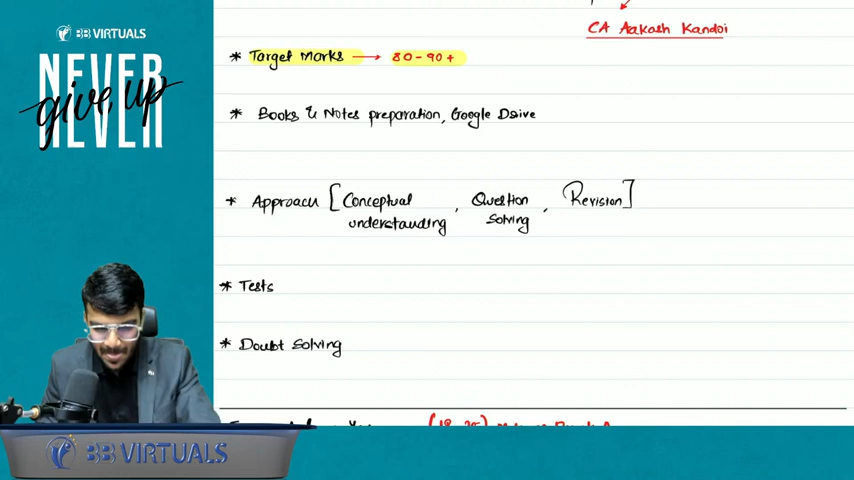 BB VIRTUALS
NEVER
give up
NEVER
CA Aakash Kandoi
* Target Marks → 80-90+
* Books & Notes preparation, Google Drive
* Approach [Conceptual understanding, Question solving, Revision]
* Tests
* Doubt Solving
BB VIRTUALS